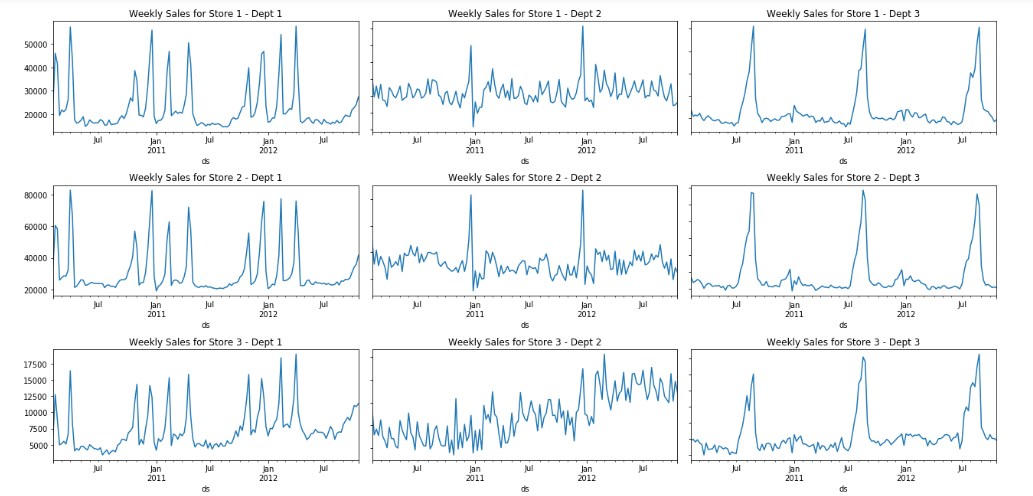 Weekly Sales for Store 1 - Dept 1
Weekly Sales for Store 1 - Dept 2
Weekly Sales for Store 1 - Dept 3
50000
40000
30000
20000
Jul Jan Jul Jan Jul
2011 2012
ds
Jul Jan Jul Jan Jul
2011 2012
ds
Jul Jan Jul Jan Jul
2011 2012
ds
Weekly Sales for Store 2 - Dept 1
Weekly Sales for Store 2 - Dept 2
Weekly Sales for Store 2 - Dept 3
80000
60000
40000
20000
Jul Jan Jul Jan Jul
2011 2012
ds
Jul Jan Jul Jan Jul
2011 2012
ds
Jul Jan Jul Jan Jul
2011 2012
ds
Weekly Sales for Store 3 - Dept 1
Weekly Sales for Store 3 - Dept 2
Weekly Sales for Store 3 - Dept 3
17500
15000
12500
10000
7500
5000
Jul Jan Jul Jan Jul
2011 2012
ds
Jul Jan Jul Jan Jul
2011 2012
ds
Jul Jan Jul Jan Jul
2011 2012
ds